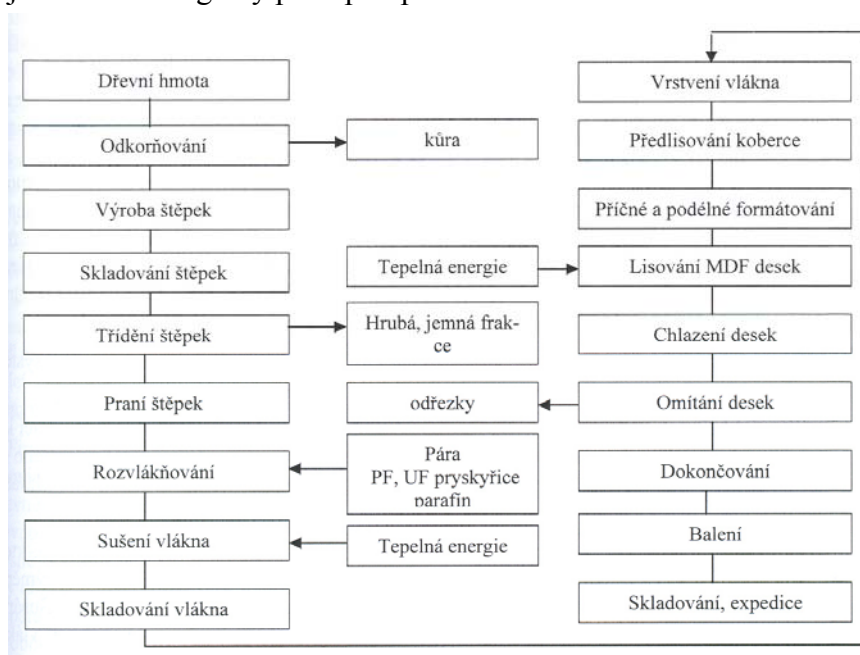 Dřevní hmota
Odkorňování
kůra
Výroba štěpek
Skladování štěpek
Třídění štěpek
Hrubá, jemná frak-
ce
Praní štěpek
Rozvlákňování
Pára
PF, UF pryskyřice
parafín
Sušení vlákna
Tepelná energie
Skladování vlákna
Vrstvení vlákna
Předlisování koberce
Příčné a podélné formátování
Tepelná energie
Lisování MDF desek
Chlazení desek
Omítání desek
odřezky
Dokončování
Balení
Skladování, expedice